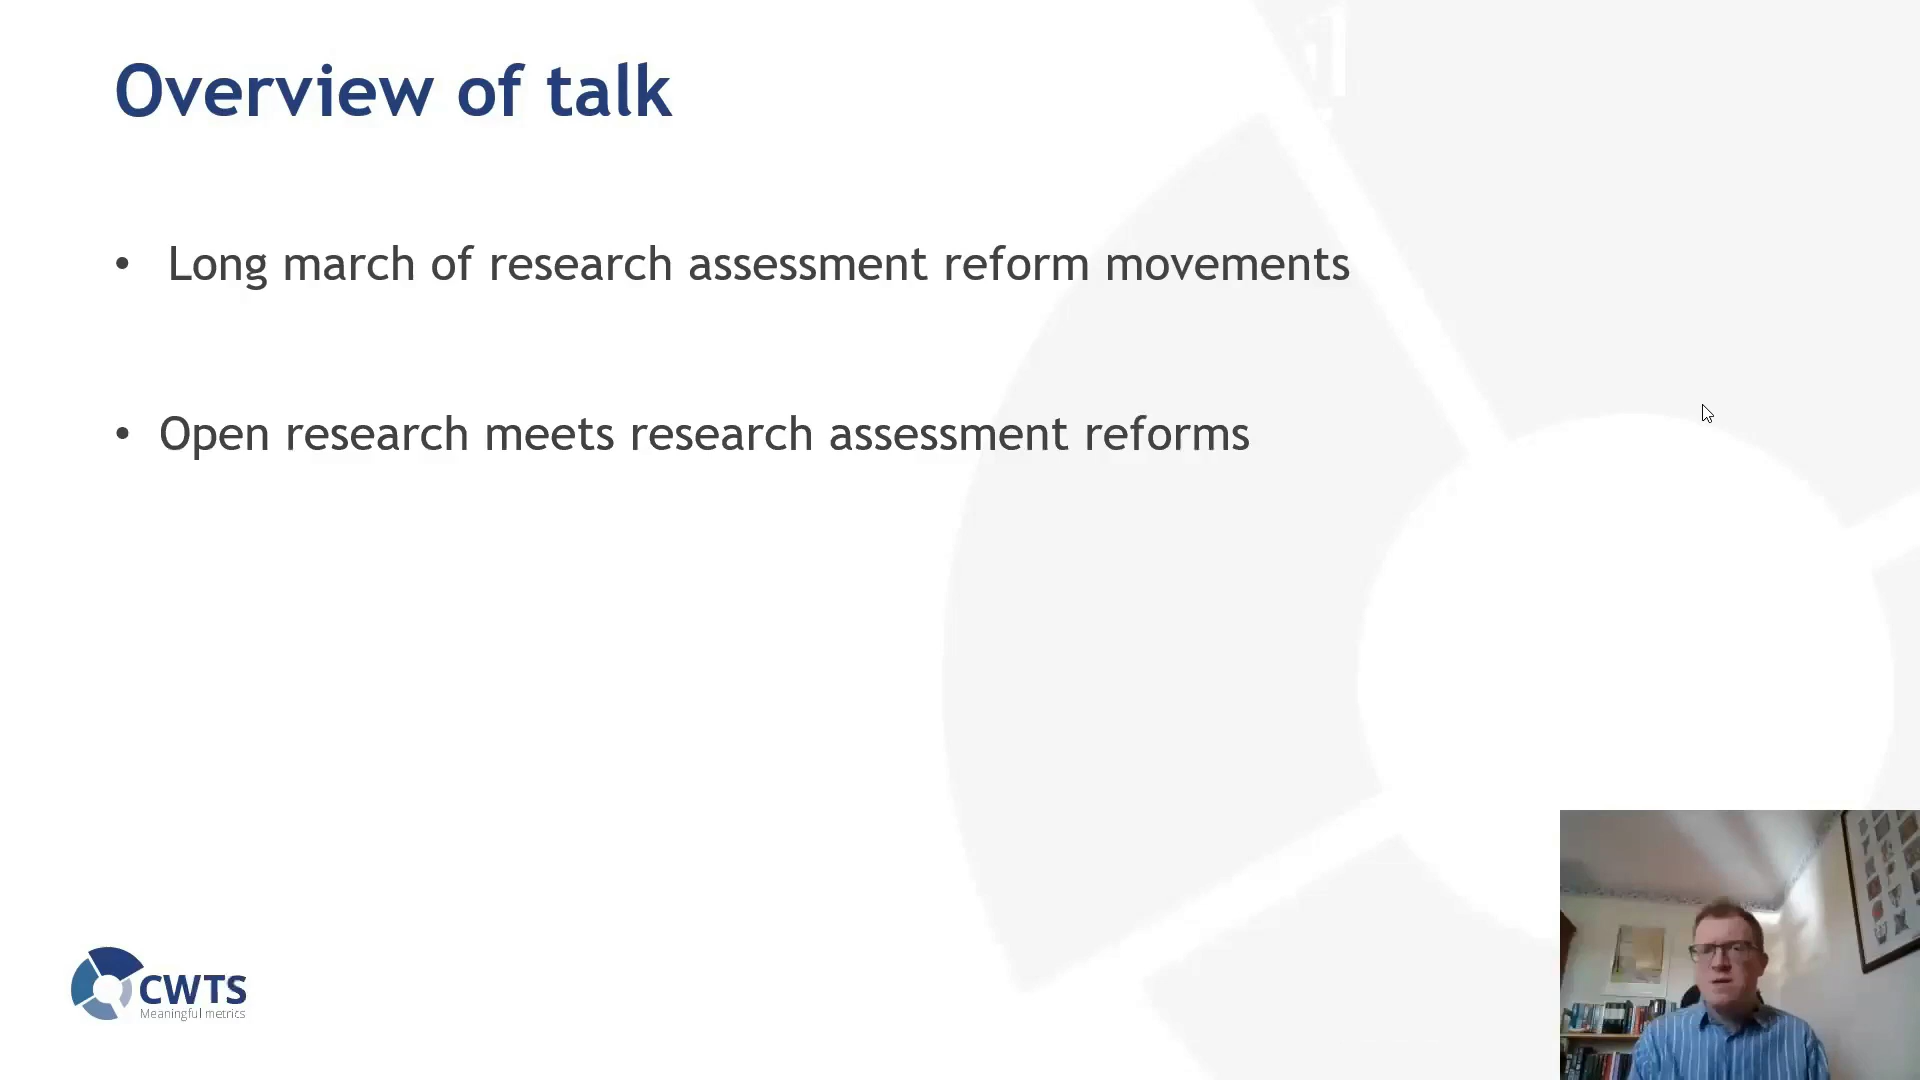 Overview of talk
• Long march of research assessment reform movements
• Open research meets research assessment reforms
CWTS
Meaningful metrics